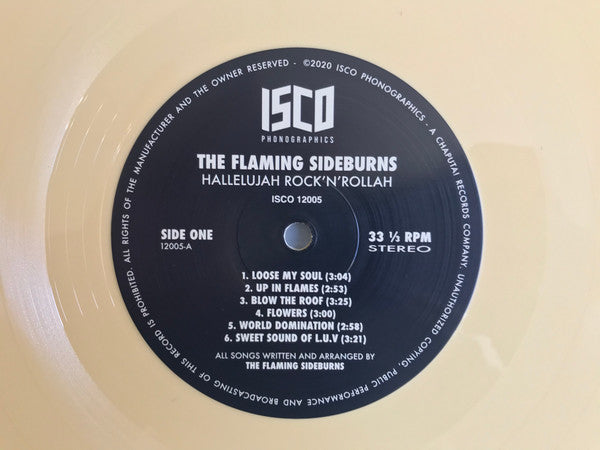 ISCO
PHONOGRAPHICS
THE FLAMING SIDEBURNS
HALLELUJAH ROCK'N'ROLLAH
ISCO 12005
SIDE ONE
12005-A
33 ⅓ RPM
STEREO
1. LOOSE MY SOUL (3:04)
2. UP IN FLAMES (2:53)
3. BLOW THE ROOF (3:25)
4. FLOWERS (3:00)
5. WORLD DOMINATION (2:58)
6. SWEET SOUND OF L.U.V (3:21)
ALL SONGS WRITTEN AND ARRANGED BY
THE FLAMING SIDEBURNS
ALL RIGHTS OF THE MANUFACTURER AND THE OWNER RESERVED - ©2020 ISCO PHONOGRAPHICS - A CHAPUTA! RECORDS COMPANY. UNAUTHORIZED COPYING, PUBLIC PERFORMANCE AND BROADCASTING OF THIS RECORD IS PROHIBITED.